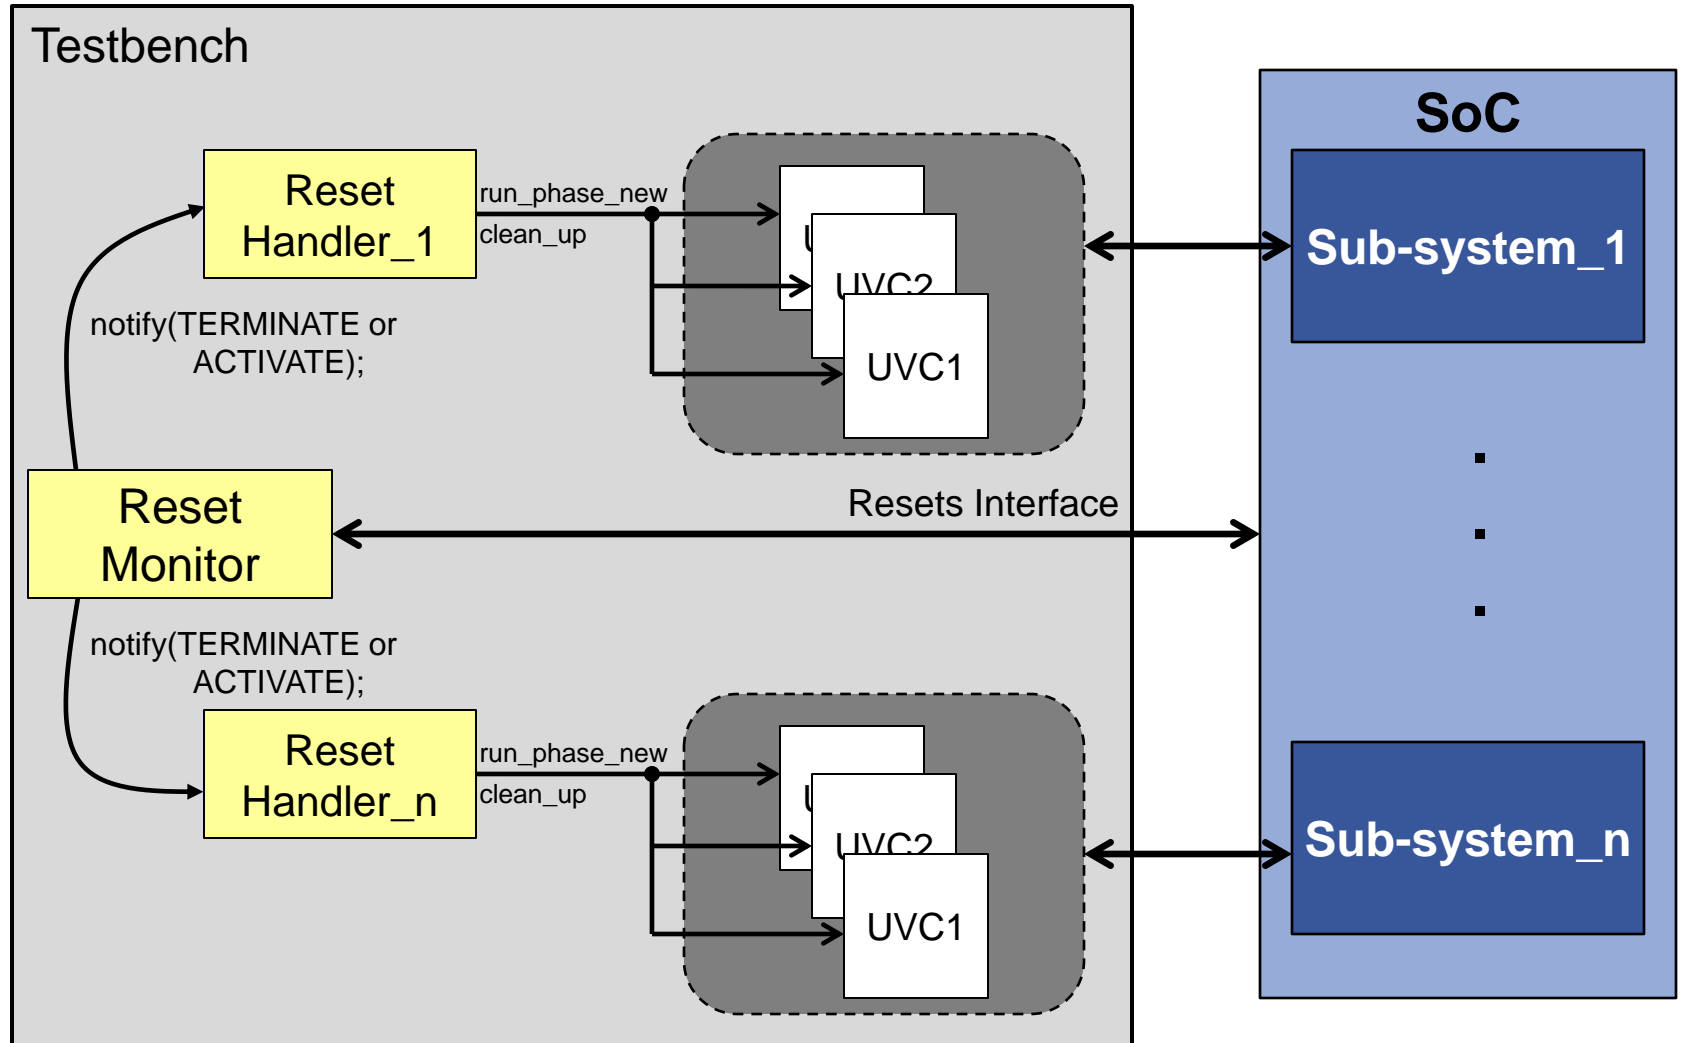 Testbench
SoC
Reset
Handler_1
run_phase_new
clean_up
UVC2
UVC1
Sub-system_1
notify(TERMINATE or
ACTIVATE);
Reset
Monitor
Resets Interface
notify(TERMINATE or
ACTIVATE);
Reset
Handler_n
run_phase_new
clean_up
UVC2
UVC1
Sub-system_n